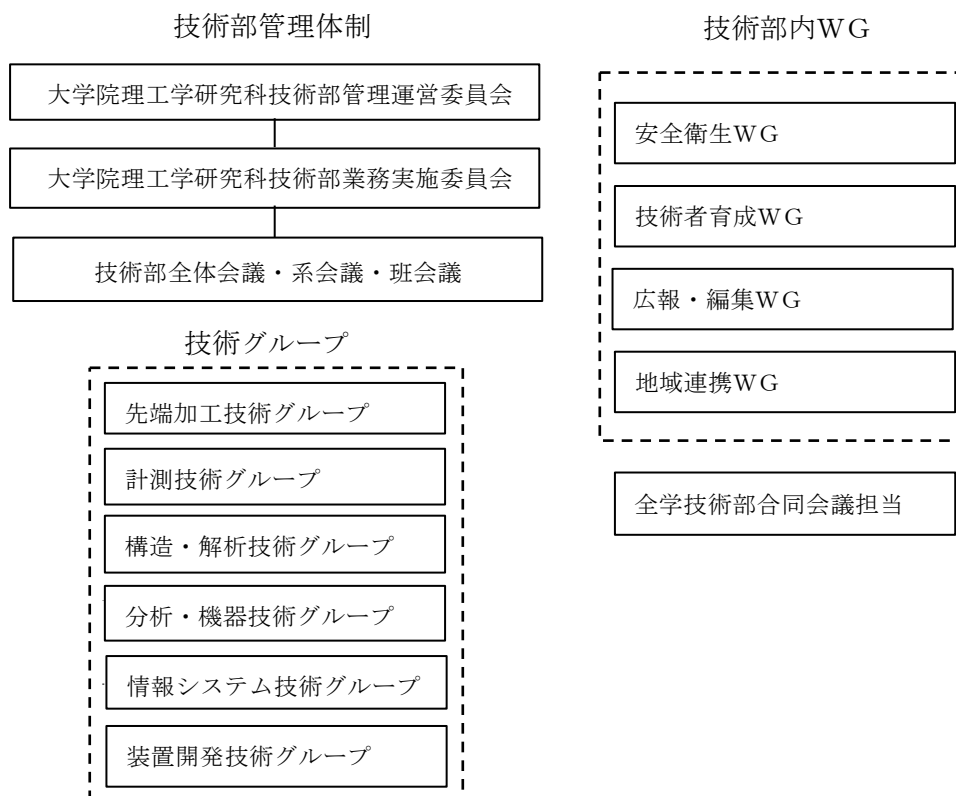 技術部管理体制
大学院理工学研究科技術部管理運営委員会
大学院理工学研究科技術部業務実施委員会
技術部全体会議・系会議・班会議
技術グループ
先端加工技術グループ
計測技術グループ
構造・解析技術グループ
分析・機器技術グループ
情報システム技術グループ
装置開発技術グループ
技術部内ＷＧ
安全衛生ＷＧ
技術者育成ＷＧ
広報・編集ＷＧ
地域連携ＷＧ
全学技術部合同会議担当